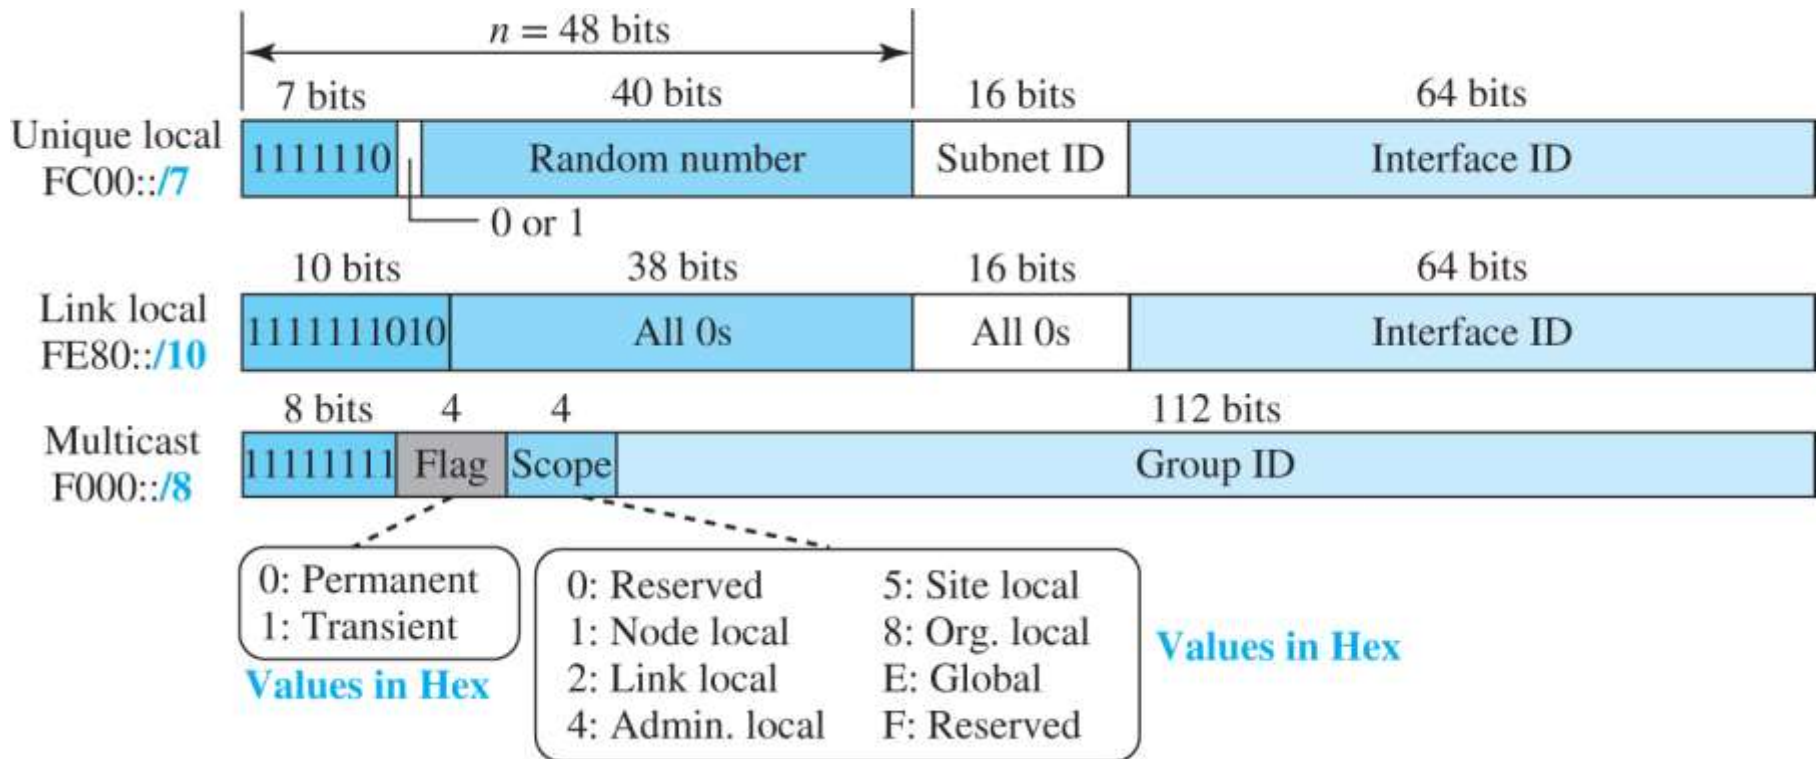 n = 48 bits
7 bits 40 bits 16 bits 64 bits
Unique local
FC00::/7
1111110 Random number Subnet ID Interface ID
0 or 1
10 bits 38 bits 16 bits 64 bits
Link local
FE80::/10
1111111010 All 0s All 0s Interface ID
8 bits 4 4 112 bits
Multicast
F000::/8
11111111 Flag Scope Group ID
0: Permanent
1: Transient
Values in Hex
0: Reserved 5: Site local
1: Node local 8: Org. local
2: Link local E: Global
4: Admin. local F: Reserved
Values in Hex